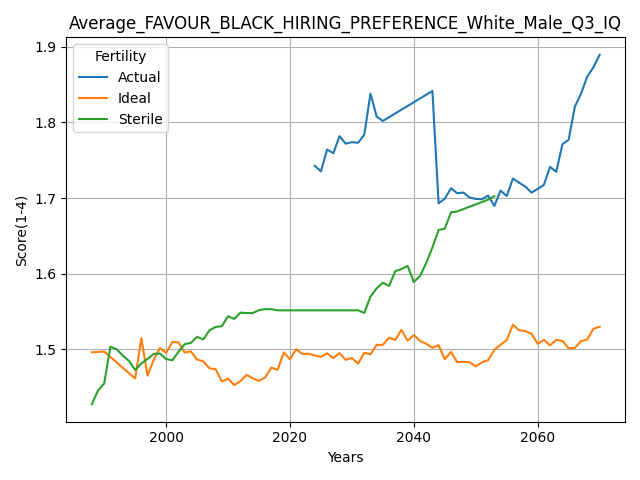 Average_FAVOUR_BLACK_HIRING_PREFERENCE_White_Male_Q3_IQ
Fertility
Actual
Ideal
Sterile
Score(1-4)
1.9
1.8
1.7
1.6
1.5
2000 2020 2040 2060
Years